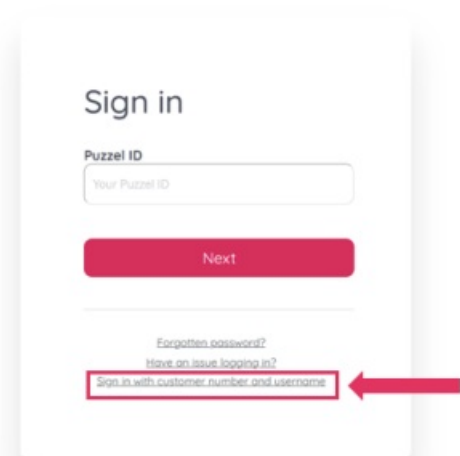 Sign in
Puzzel ID
Your Puzzel ID
Next
Forgotten password?
Have an issue logging in?
Sign in with customer number and username